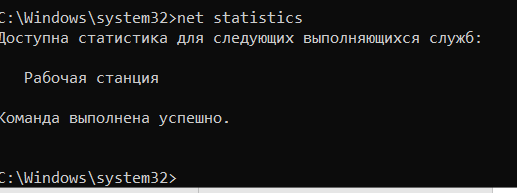 C:\Windows\system32>net statistics
Доступна статистика для следующих выполняющихся служб:
Рабочая станция
Команда выполнена успешно.
C:\Windows\system32>